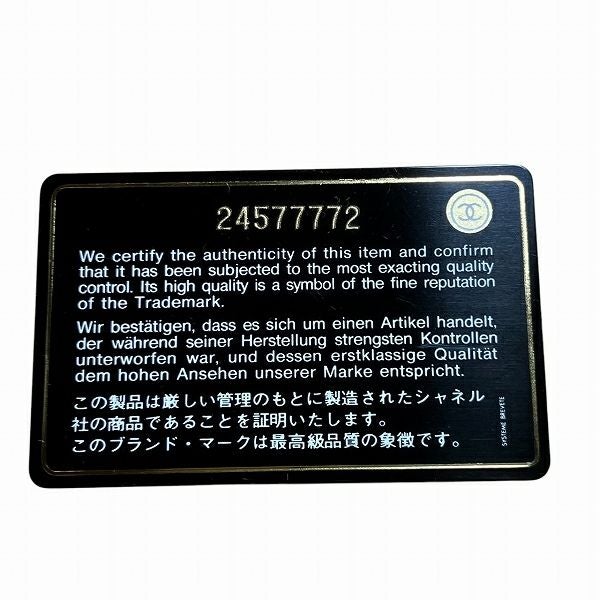 24577772
We certify the authenticity of this item and confirm
that it has been subjected to the most exacting quality
control. Its high quality is a symbol of the fine reputation
of the Trademark.
Wir bestätigen, dass es sich um einen Artikel handelt,
der während seiner Herstellung strengsten Kontrollen
unterworfen war, und dessen erstklassige Qualität
dem hohen Ansehen unserer Marke entspricht.
この製品は厳しい管理のもとに製造されたシャネル
社の商品であることを証明いたします。
このブランド・マークは最高級品質の象徴です。
SYSTEME BREVETE